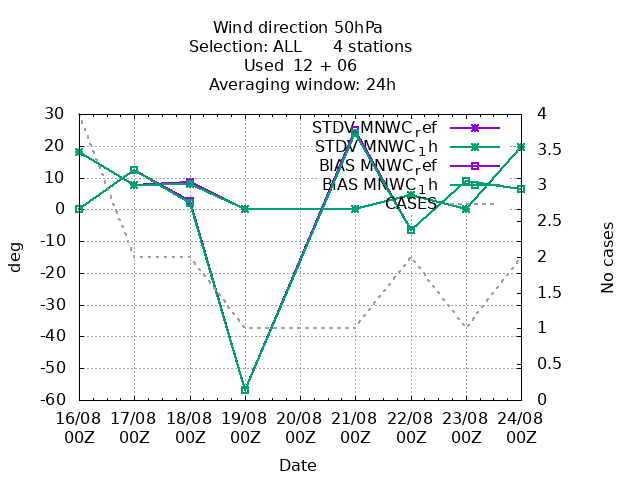 Wind direction 50hPa
Selection: ALL 4 stations
Used 12 + 06
Averaging window: 24h
STDV MNWC_ref
STDV MNWC_1h
BIAS MNWC_ref
BIAS MNWC_1h
CASES
deg
30
20
10
0
-10
-20
-30
-40
-50
-60
No cases
4
3.5
3
2.5
2
1.5
1
0.5
0
16/08 17/08 18/08 19/08 20/08 21/08 22/08 23/08 24/08
00Z 00Z 00Z 00Z 00Z 00Z 00Z 00Z 00Z
Date